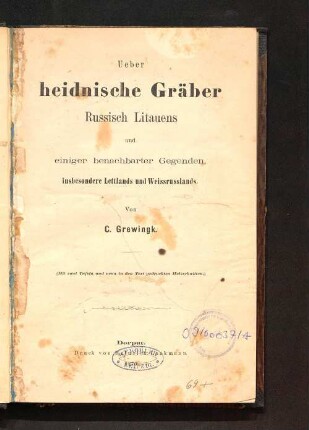 Ueber
heidnische Gräber
Russisch Litauens
und
einiger benachbarter Gegenden,
insbesondere Lettlands und Weissrusslands.
Von
C. Grewingk.
(Mit zwei Tafeln und in den Text gedruckten Holzschnitten.)
Dorpat
Druck von